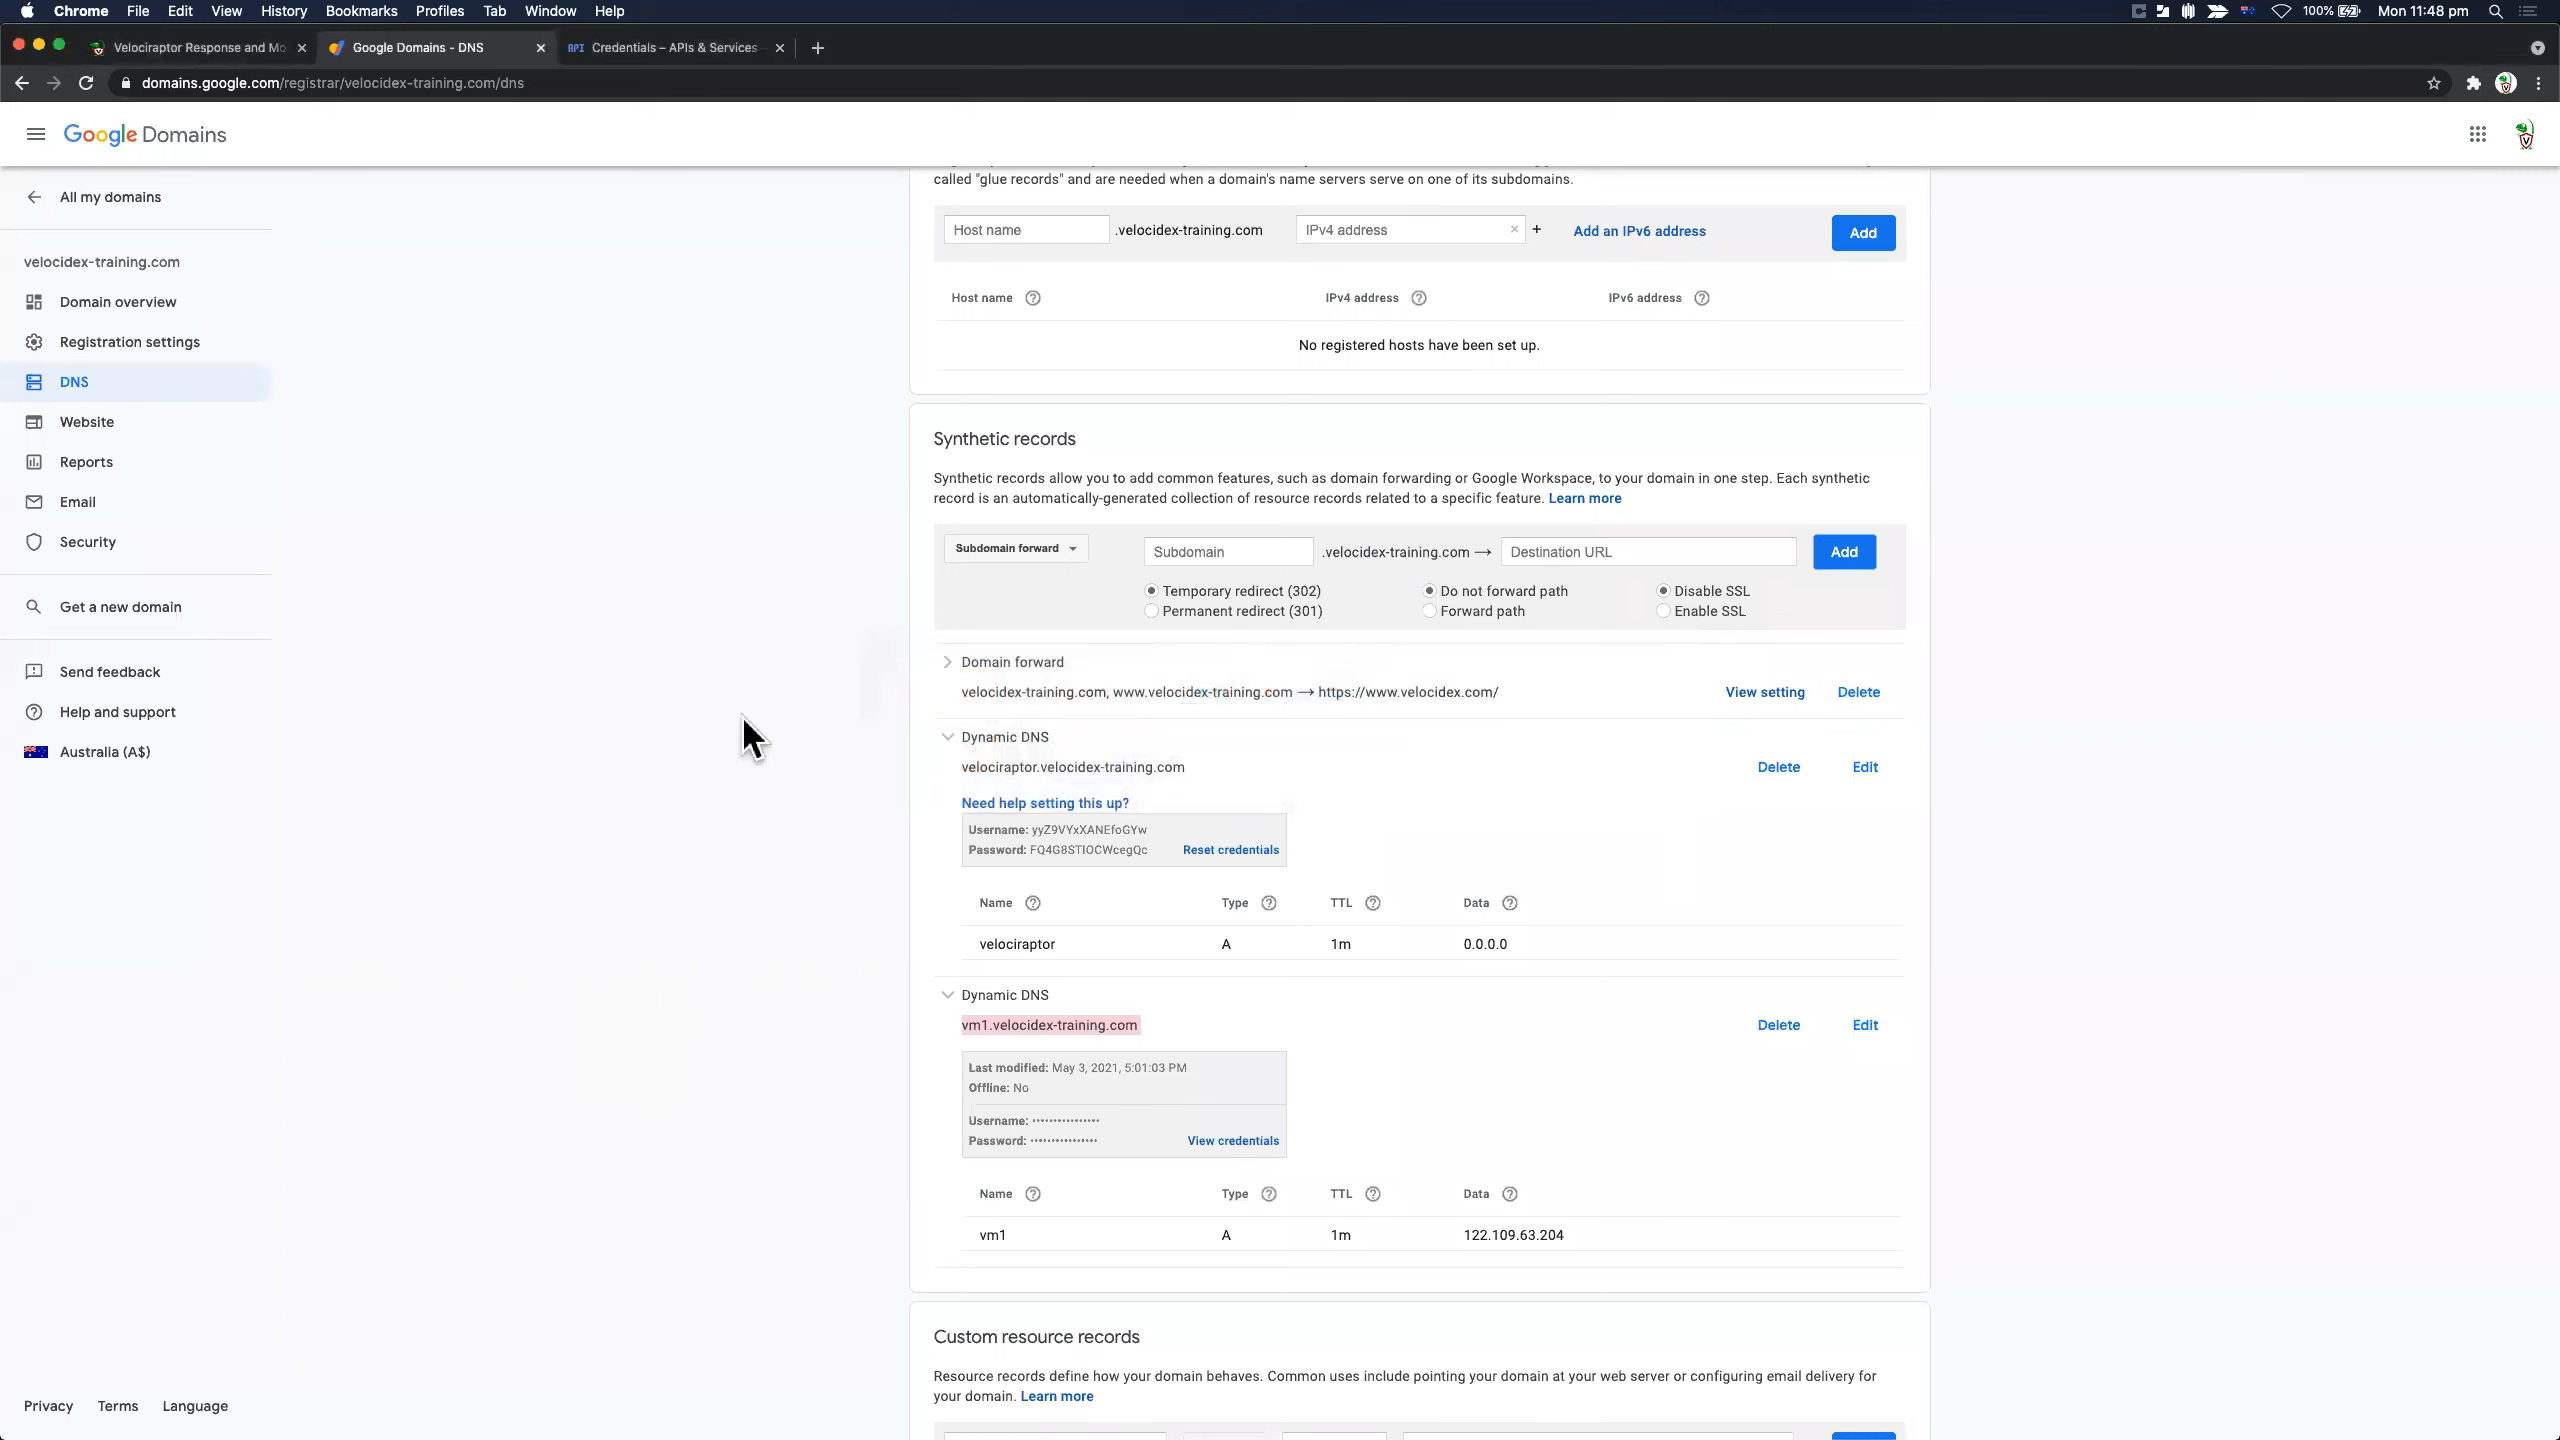 Chrome File Edit View History Bookmarks Profiles Tab Window Help
100% Mon 11:48 pm
Velociraptor Response and Mo
Google Domains - DNS
API Credentials – APIs & Services
domains.google.com/registrar/velocidex-training.com/dns
Google Domains
All my domains
velocidex-training.com
Domain overview
Registration settings
DNS
Website
Reports
Email
Security
Get a new domain
Send feedback
Help and support
Australia (A$)
Privacy Terms Language
called "glue records" and are needed when a domain's name servers serve on one of its subdomains.
Host name .velocidex-training.com IPv4 address × + Add an IPv6 address Add
Host name IPv4 address IPv6 address
No registered hosts have been set up.
Synthetic records
Synthetic records allow you to add common features, such as domain forwarding or Google Workspace, to your domain in one step. Each synthetic
record is an automatically-generated collection of resource records related to a specific feature. Learn more
Subdomain forward Subdomain .velocidex-training.com → Destination URL Add
Temporary redirect (302) Do not forward path Disable SSL
Permanent redirect (301) Forward path Enable SSL
Domain forward
velocidex-training.com, www.velocidex-training.com → https://www.velocidex.com/ View setting Delete
Dynamic DNS
velociraptor.velocidex-training.com Delete Edit
Need help setting this up?
Username: yyZ9VYxXANEfoGYw
Password: FQ4G8STIOCWcegQc Reset credentials
Name Type TTL Data
velociraptor A 1m 0.0.0.0
Dynamic DNS
vm1.velocidex-training.com Delete Edit
Last modified: May 3, 2021, 5:01:03 PM
Offline: No
Username: ••••••••••••••••
Password: •••••••••••••••• View credentials
Name Type TTL Data
vm1 A 1m 122.109.63.204
Custom resource records
Resource records define how your domain behaves. Common uses include pointing your domain at your web server or configuring email delivery for
your domain. Learn more